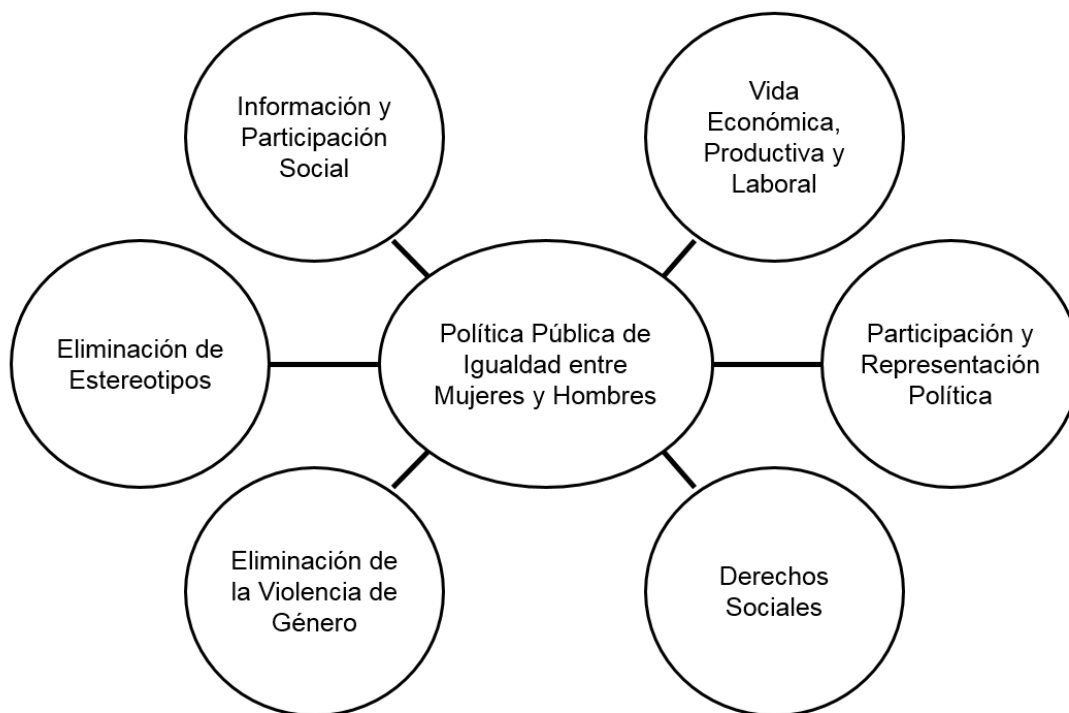 Información y
Participación
Social
Vida
Económica,
Productiva y
Laboral
Eliminación de
Estereotipos
Política Pública de
Igualdad entre
Mujeres y Hombres
Participación y
Representación
Política
Eliminación de
la Violencia de
Género
Derechos
Sociales